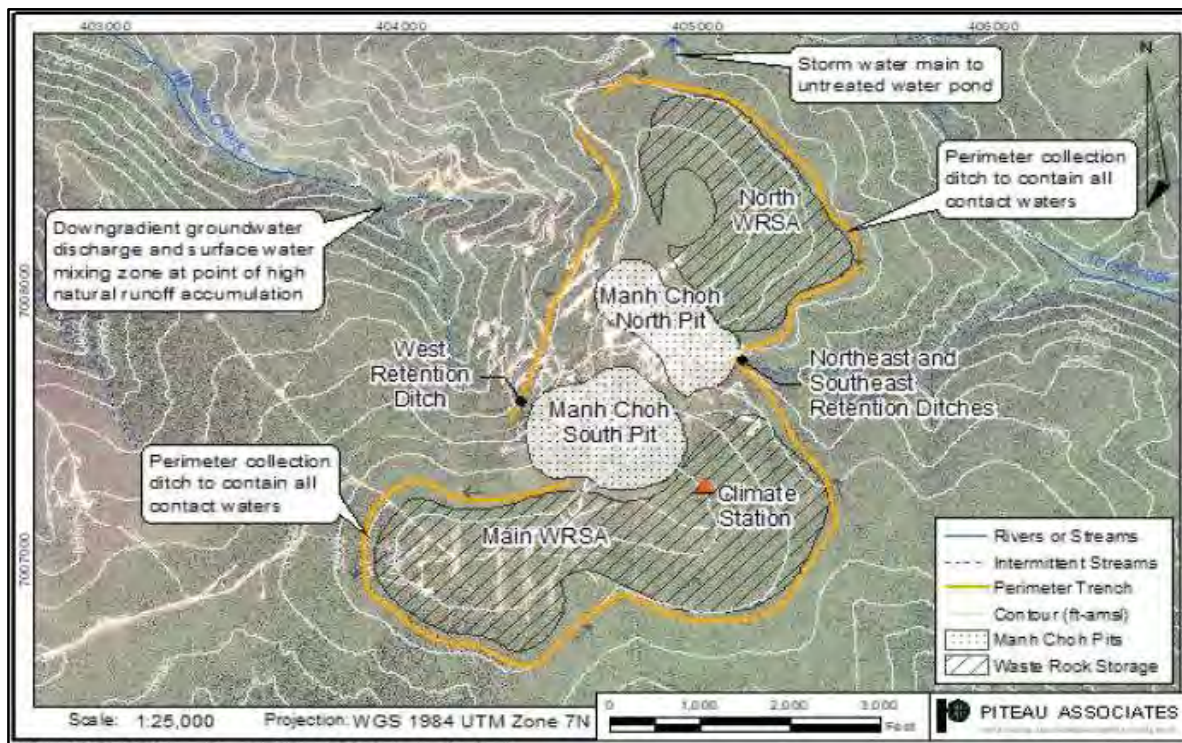 403000
404000
405000
406000
N
Storm water main to
untreated water pond
Perimeter collection
ditch to contain all
contact waters
North
WRSA
Downgradient groundwater
discharge and surface water
mixing zone at point of high
natural runoff accumulation
7008000
Manh Choh
North Pit
West
Retention
Ditch
Northeast and
Southeast
Retention Ditches
Manh Choh
South Pit
Perimeter collection
ditch to contain all
contact waters
Climate
Station
Main WRSA
7007000
Rivers or Streams
Intermittent Streams
Perimeter Trench
Contour (ft-amsl)
Manh Choh Pits
Waste Rock Storage
Scale: 1:25,000
Projection: WGS 1984 UTM Zone 7N
0 1,000 2,000 3,000
Feet
PITEAU ASSOCIATES